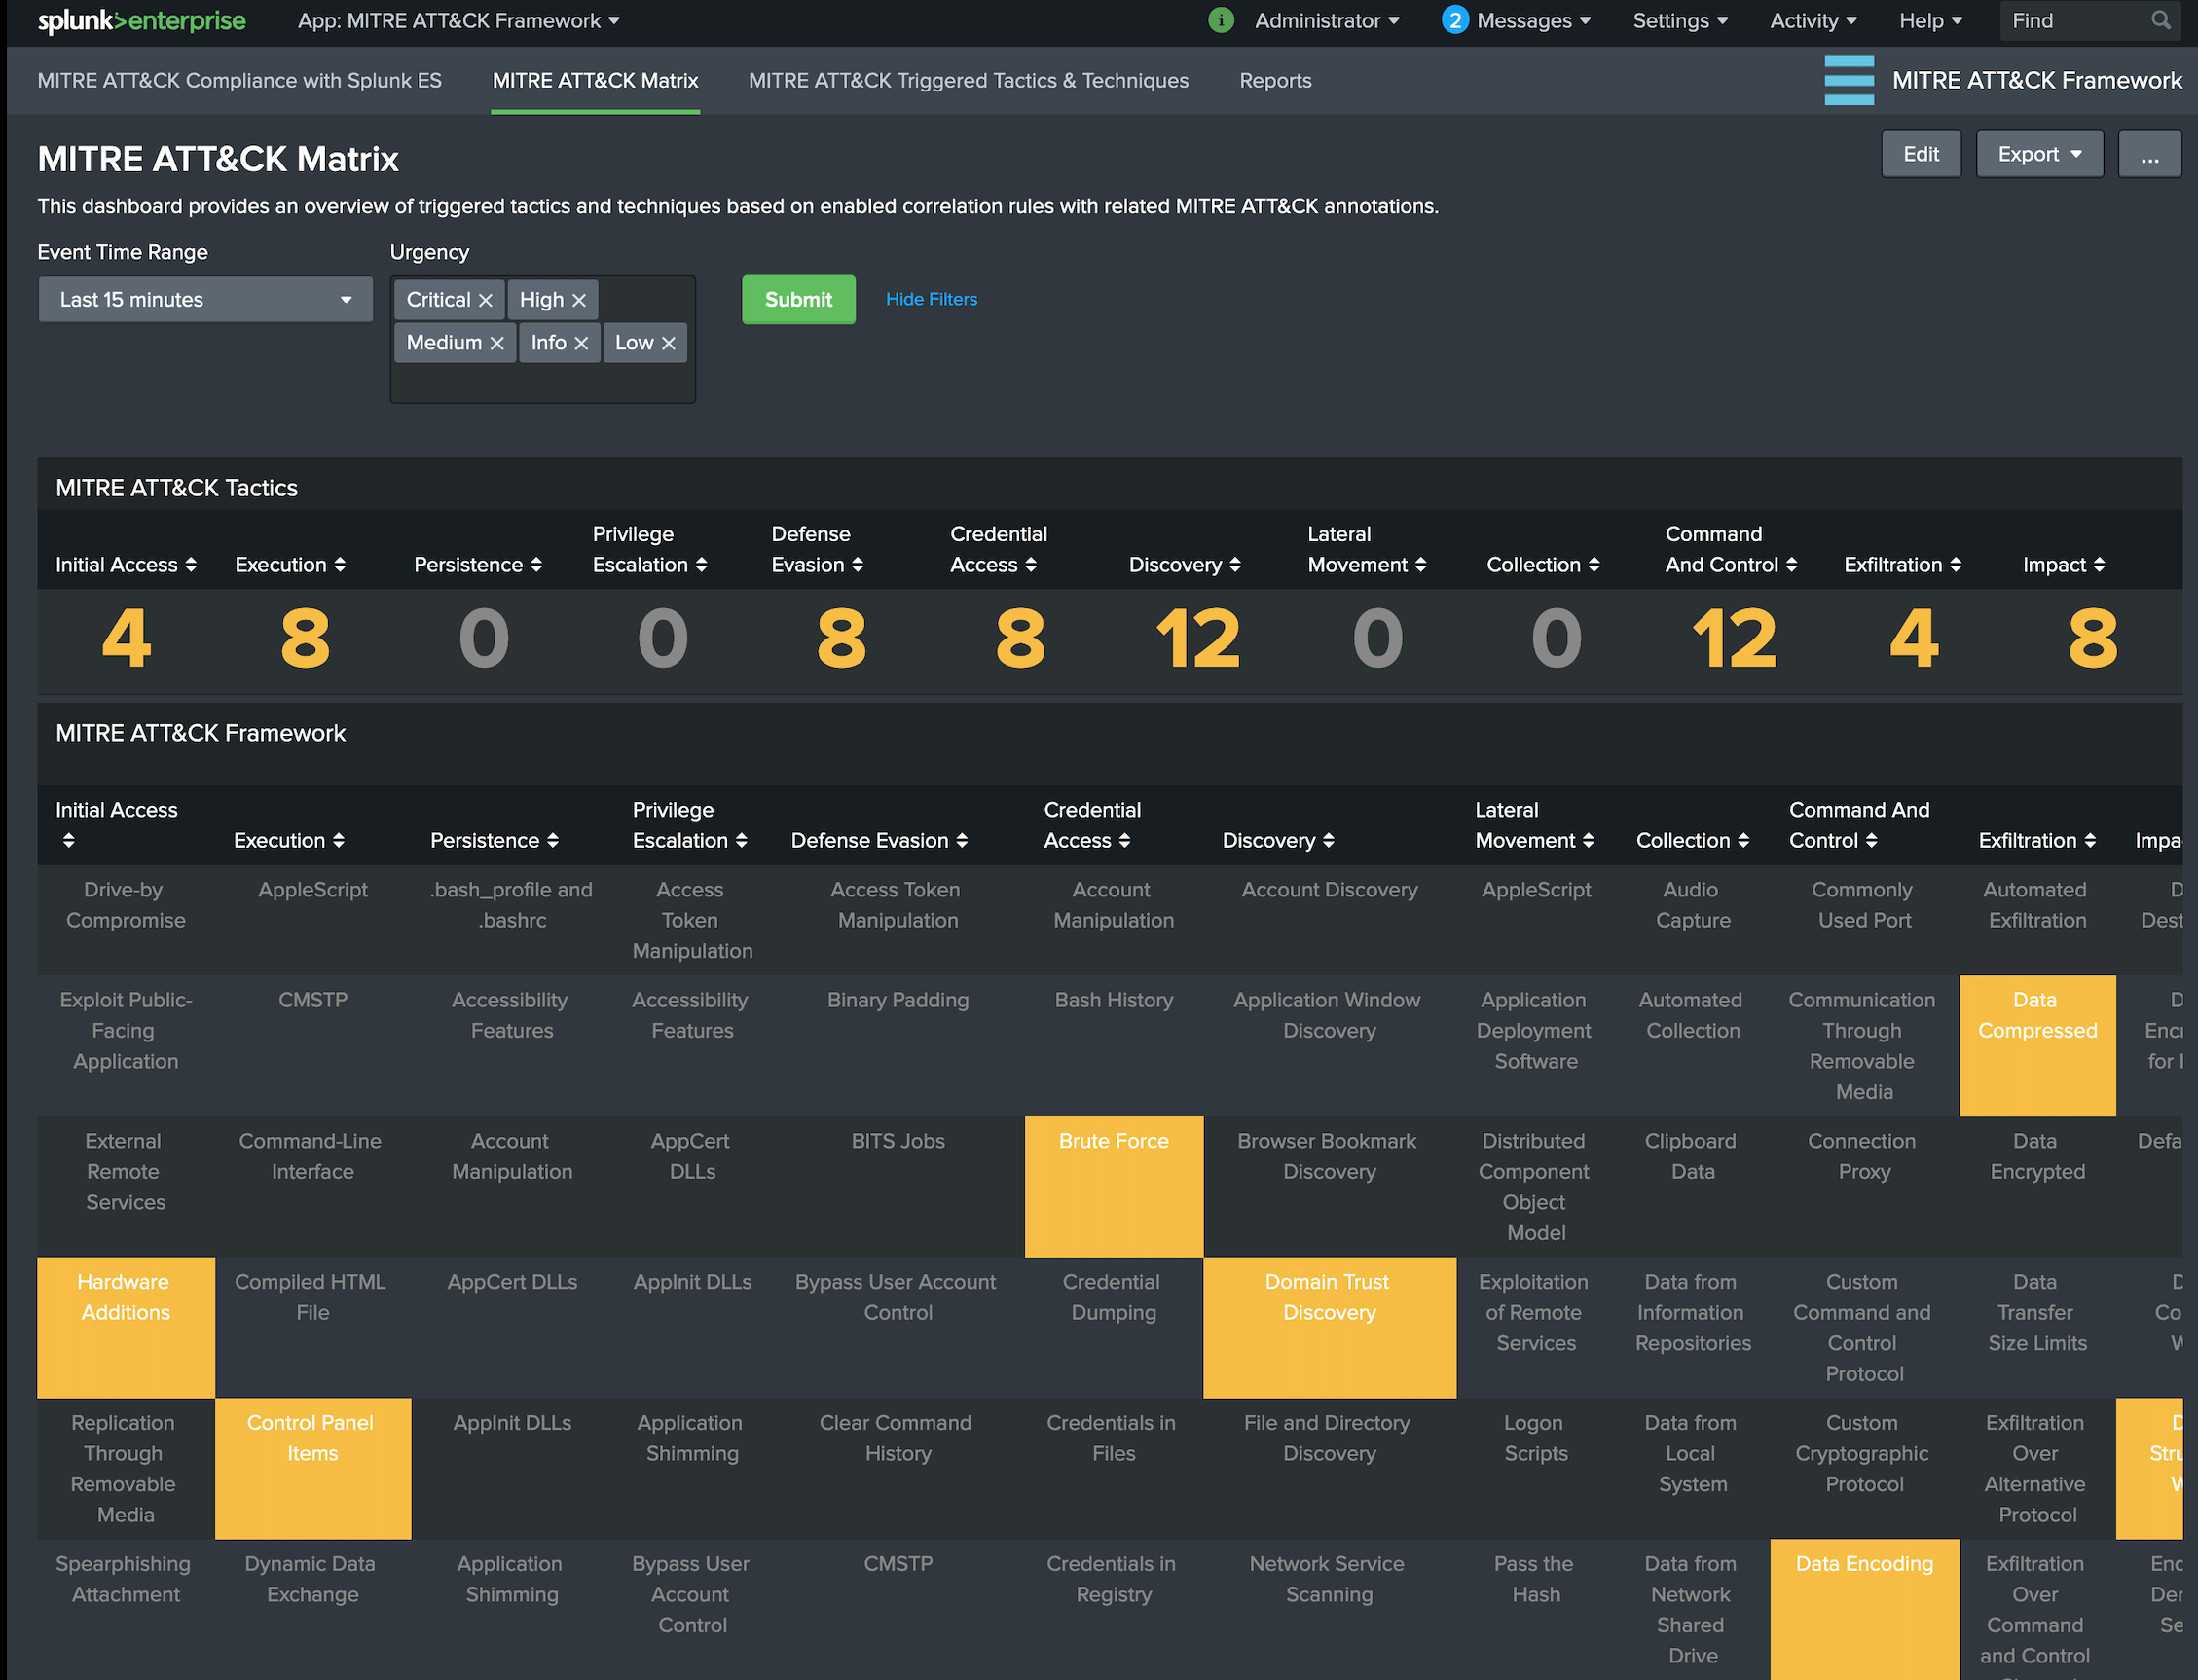 splunk>enterprise App: MITRE ATT&CK Framework i Administrator 2 Messages Settings Activity Help Find
MITRE ATT&CK Compliance with Splunk ES MITRE ATT&CK Matrix MITRE ATT&CK Triggered Tactics & Techniques Reports MITRE ATT&CK Framework
MITRE ATT&CK Matrix Edit Export ...
This dashboard provides an overview of triggered tactics and techniques based on enabled correlation rules with related MITRE ATT&CK annotations.
Event Time Range Urgency
Last 15 minutes Critical High Submit Hide Filters
Medium Info Low
MITRE ATT&CK Tactics
Privilege Defense Credential Lateral Command
Initial Access Execution Persistence Escalation Evasion Access Discovery Movement Collection And Control Exfiltration Impact
4 8 0 0 8 8 12 0 0 12 4 8
MITRE ATT&CK Framework
Initial Access Privilege Credential Lateral Command And
Execution Persistence Escalation Defense Evasion Access Discovery Movement Collection Control Exfiltration Impa
Drive-by AppleScript .bash_profile and Access Access Token Account Account Discovery AppleScript Audio Commonly Automated D
Compromise .bashrc Token Manipulation Manipulation Capture Used Port Exfiltration Dest
Manipulation
Exploit Public- CMSTP Accessibility Accessibility Binary Padding Bash History Application Window Application Automated Communication Data D
Facing Features Features Discovery Deployment Collection Through Compressed Encr
Application Software Removable for
Media
External Command-Line Account AppCert BITS Jobs Brute Force Browser Bookmark Distributed Clipboard Connection Data Defa
Remote Interface Manipulation DLLs Discovery Component Data Proxy Encrypted
Services Object
Model
Hardware Compiled HTML AppCert DLLs AppInit DLLs Bypass User Account Credential Domain Trust Exploitation Data from Custom Data D
Additions File Control Dumping Discovery of Remote Information Command and Transfer Co
Services Repositories Control Size Limits
Protocol
Replication Control Panel AppInit DLLs Application Clear Command Credentials in File and Directory Logon Data from Custom Exfiltration D
Through Items Shimming History Files Discovery Scripts Local Cryptographic Over Stru
Removable System Protocol Alternative
Media Protocol
Spearphishing Dynamic Data Application Bypass User CMSTP Credentials in Network Service Pass the Data from Data Encoding Exfiltration Enc
Attachment Exchange Shimming Account Registry Scanning Hash Network Over Der
Control Shared Command Se
Drive and Control